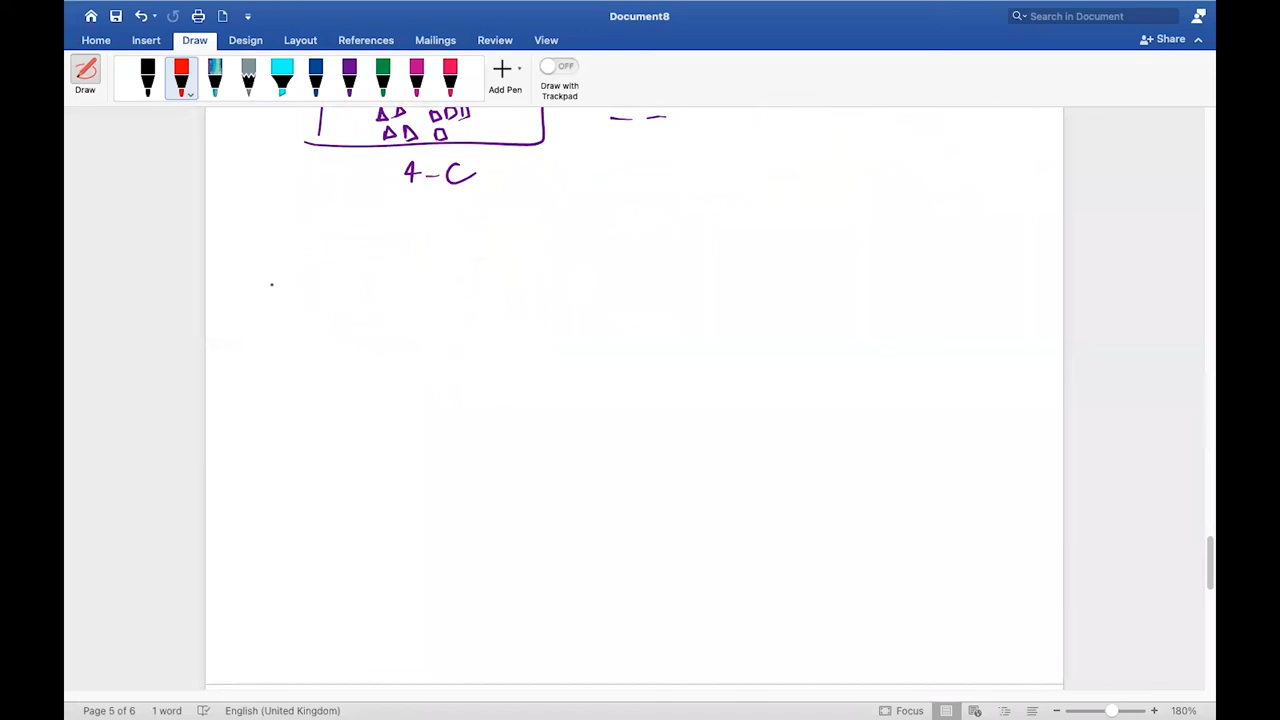 Document8
Search in Document
Home Insert Draw Design Layout References Mailings Review View
Share
OFF
Draw
Add Pen
Draw with
Trackpad
4-C
Page 5 of 6
1 word
English (United Kingdom)
Focus
180%